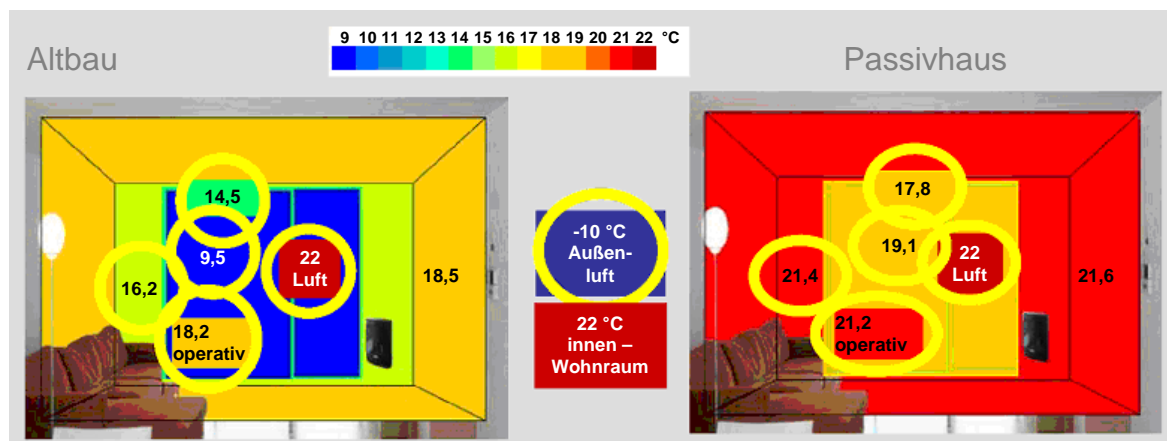 9 10 11 12 13 14 15 16 17 18 19 20 21 22 °C
Altbau
Passivhaus
14,5
9,5
22
Luft
16,2
18,5
18,2
operativ
-10 °C
Außen-
luft
22 °C
innen –
Wohnraum
17,8
19,1
22
Luft
21,4
21,6
21,2
operativ